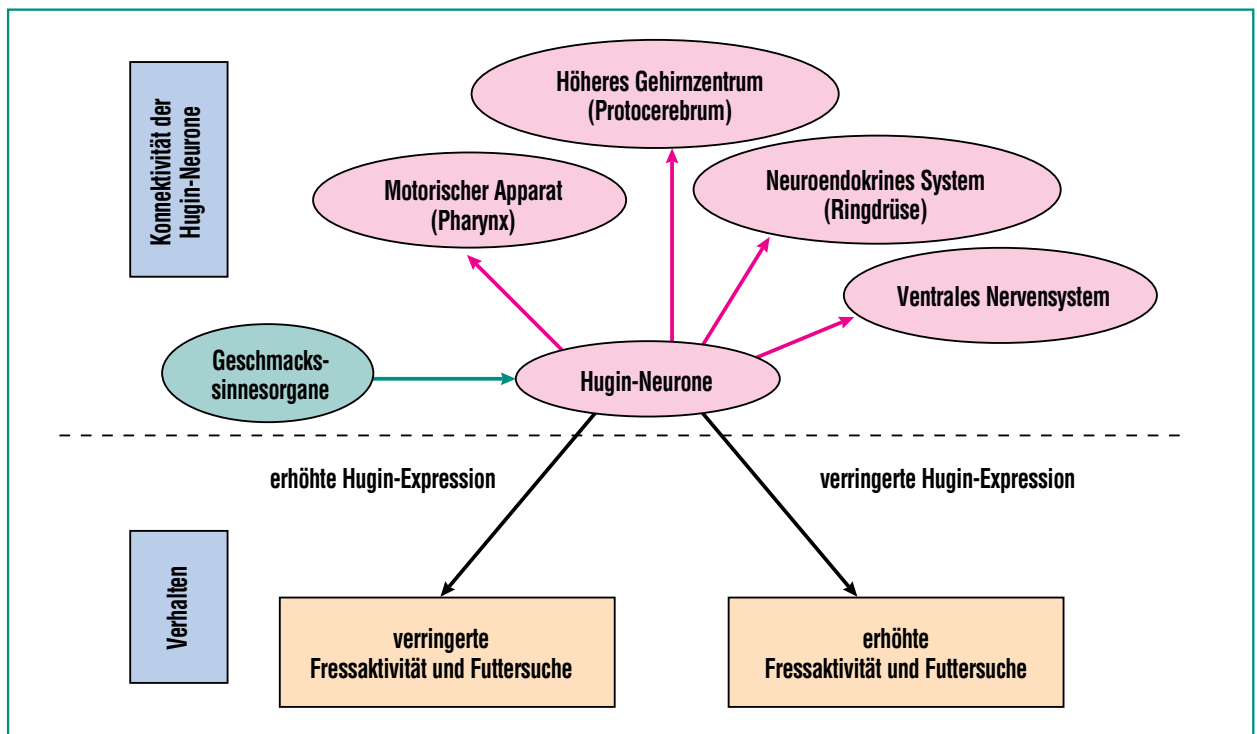 Konnektivität der
Hugin-Neurone
Höheres Gehirnzentrum
(Protocerebrum)
Motorischer Apparat
(Pharynx)
Neuroendokrines System
(Ringdrüse)
Ventrales Nervensystem
Geschmacks-
sinnesorgane
Hugin-Neurone
erhöhte Hugin-Expression
verringerte Hugin-Expression
Verhalten
verringerte
Fressaktivität und Futtersuche
erhöhte
Fressaktivität und Futtersuche